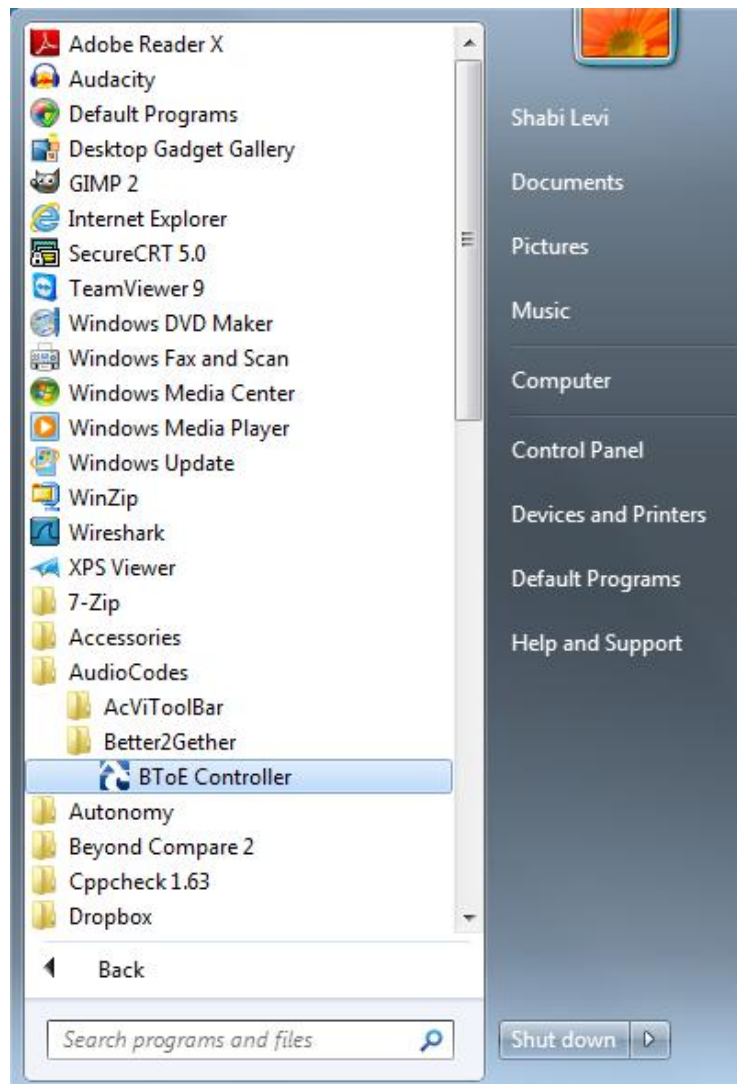 Adobe Reader X
Audacity
Default Programs
Desktop Gadget Gallery
GIMP 2
Internet Explorer
SecureCRT 5.0
TeamViewer 9
Windows DVD Maker
Windows Fax and Scan
Windows Media Center
Windows Media Player
Windows Update
WinZip
Wireshark
XPS Viewer
7-Zip
Accessories
AudioCodes
AcViToolBar
Better2Gether
BToE Controller
Autonomy
Beyond Compare 2
Cppcheck 1.63
Dropbox
Back
Search programs and files
Shabi Levi
Documents
Pictures
Music
Computer
Control Panel
Devices and Printers
Default Programs
Help and Support
Shut down